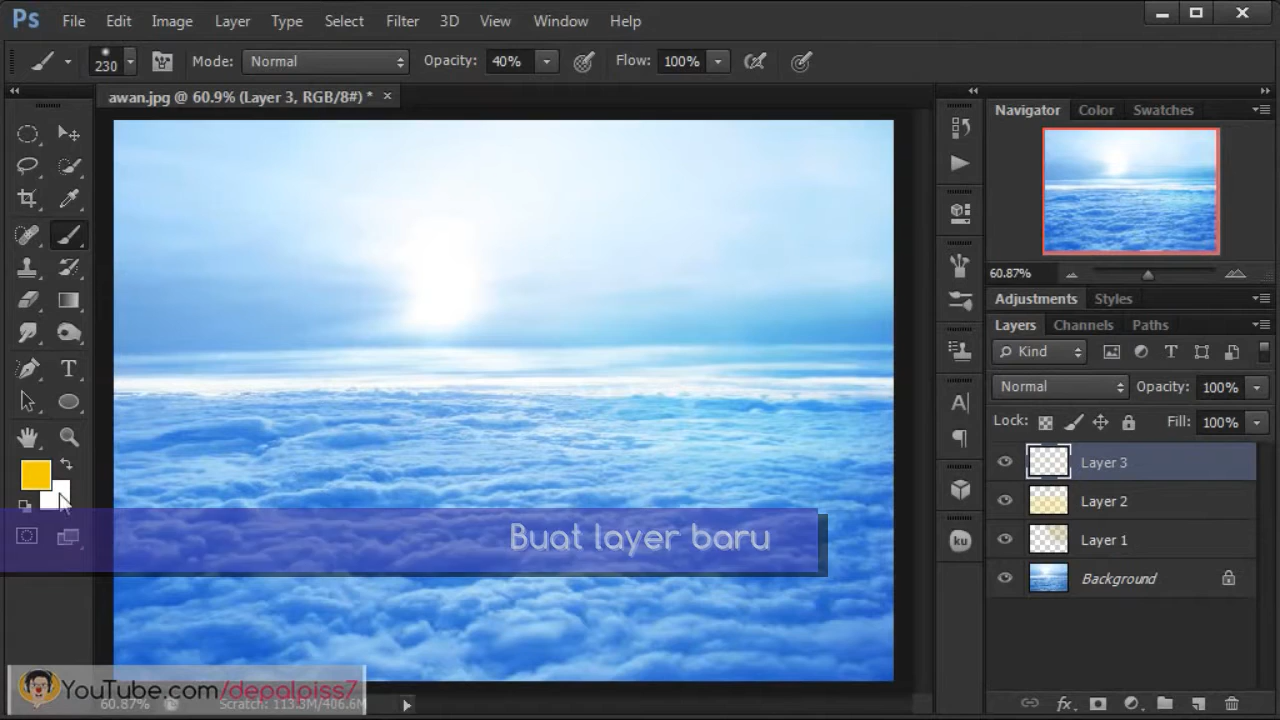 Ps File Edit Image Layer Type Select Filter 3D View Window Help
230 Mode: Normal Opacity: 40% Flow: 100%
awan.jpg @ 60.9% (Layer 3, RGB/8#) * ×
Navigator Color Swatches
60.87%
Adjustments Styles
Layers Channels Paths
Kind
Normal Opacity: 100%
Lock: Fill: 100%
Layer 3
Layer 2
Layer 1
Background
ku
Buat layer baru
YouTube.com/depalpiss7
60.87% Scratch: 113.3M/406.6M